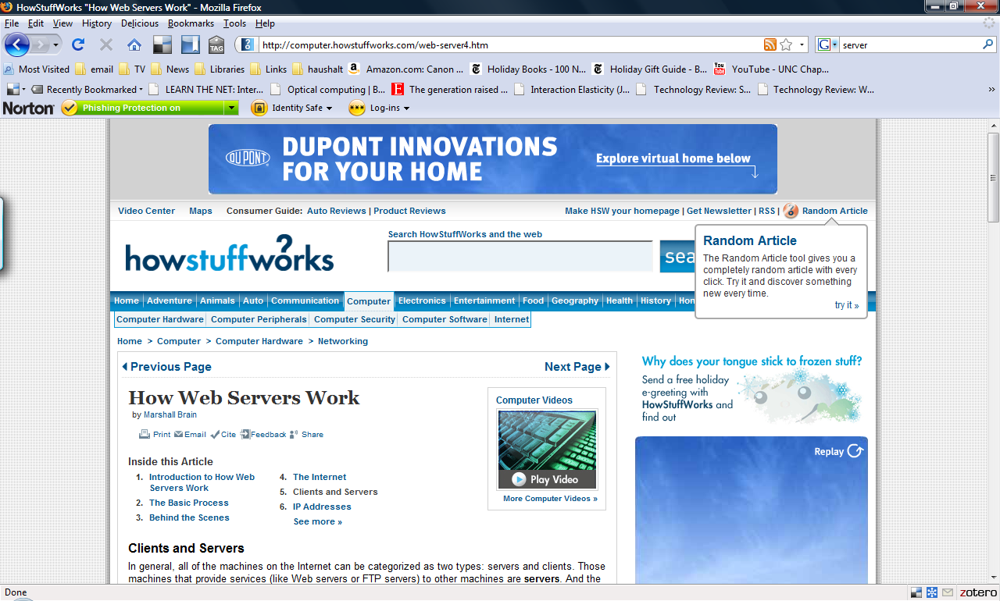 HowStuffWorks "How Web Servers Work" - Mozilla Firefox
File Edit View History Delicious Bookmarks Tools Help
TAG http://computer.howstuffworks.com/web-server4.htm G server
Most Visited email TV News Libraries Links haushalt Amazon.com: Canon ... Holiday Books - 100 N... Holiday Gift Guide - B... YouTube - UNC Chap...
Recently Bookmarked LEARN THE NET: Inter... Optical computing | B... The generation raised ... Interaction Elasticity (J... Technology Review: S... Technology Review: W... »
Norton Phishing Protection on Identity Safe Log-ins
DUPONT DUPONT INNOVATIONS
FOR YOUR HOME
Explore virtual home below
Video Center Maps Consumer Guide: Auto Reviews | Product Reviews Make HSW your homepage | Get Newsletter | RSS | Random Article
howstuffworks
Search HowStuffWorks and the web
sea
Random Article
The Random Article tool gives you a
completely random article with every
click. Try it and discover something
new every time.
try it »
Home Adventure Animals Auto Communication Computer Electronics Entertainment Food Geography Health History Hom
Computer Hardware Computer Peripherals Computer Security Computer Software Internet
Home > Computer > Computer Hardware > Networking
Previous Page Next Page
How Web Servers Work
by Marshall Brain
Print Email Cite Feedback Share
Inside this Article
1. Introduction to How Web
Servers Work
2. The Basic Process
3. Behind the Scenes
4. The Internet
5. Clients and Servers
6. IP Addresses
See more »
Computer Videos
Play Video
More Computer Videos »
Clients and Servers
In general, all of the machines on the Internet can be categorized as two types: servers and clients. Those
machines that provide services (like Web servers or FTP servers) to other machines are servers. And the
Why does your tongue stick to frozen stuff?
Send a free holiday
e-greeting with
HowStuffWorks and
find out
Replay
Done zotero